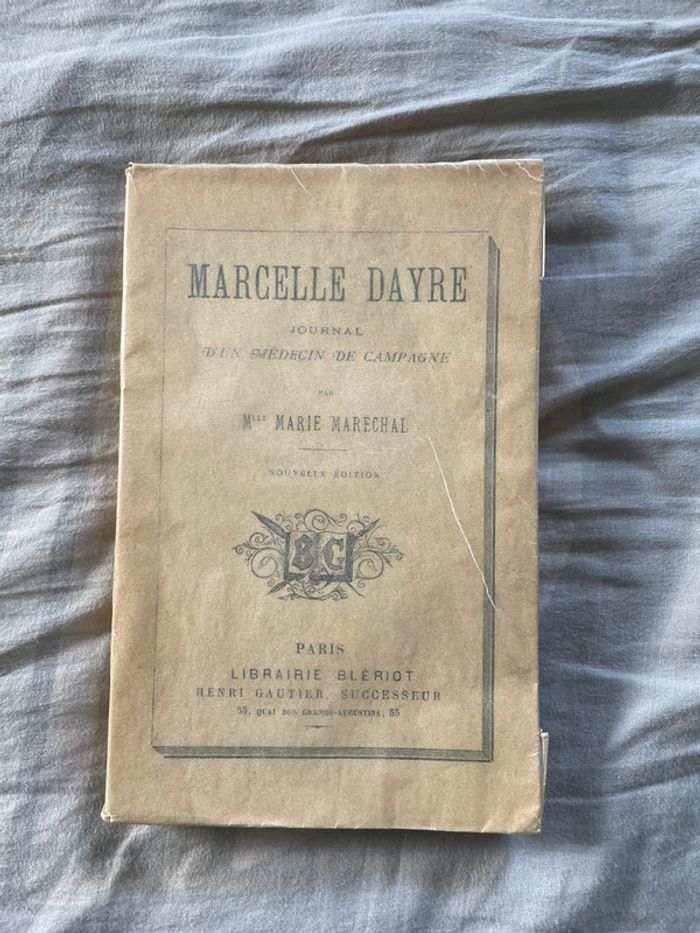 MARCELLE DAYRE
JOURNAL
D'UN MÉDECIN DE CAMPAGNE
PAR
MLLE MARIE MARÉCHAL
NOUVELLE ÉDITION
BG
PARIS
LIBRAIRIE BLÉRIOT
HENRI GAUTIER, SUCCESSEUR
55, QUAI DES GRANDS-AUGUSTINS, 55